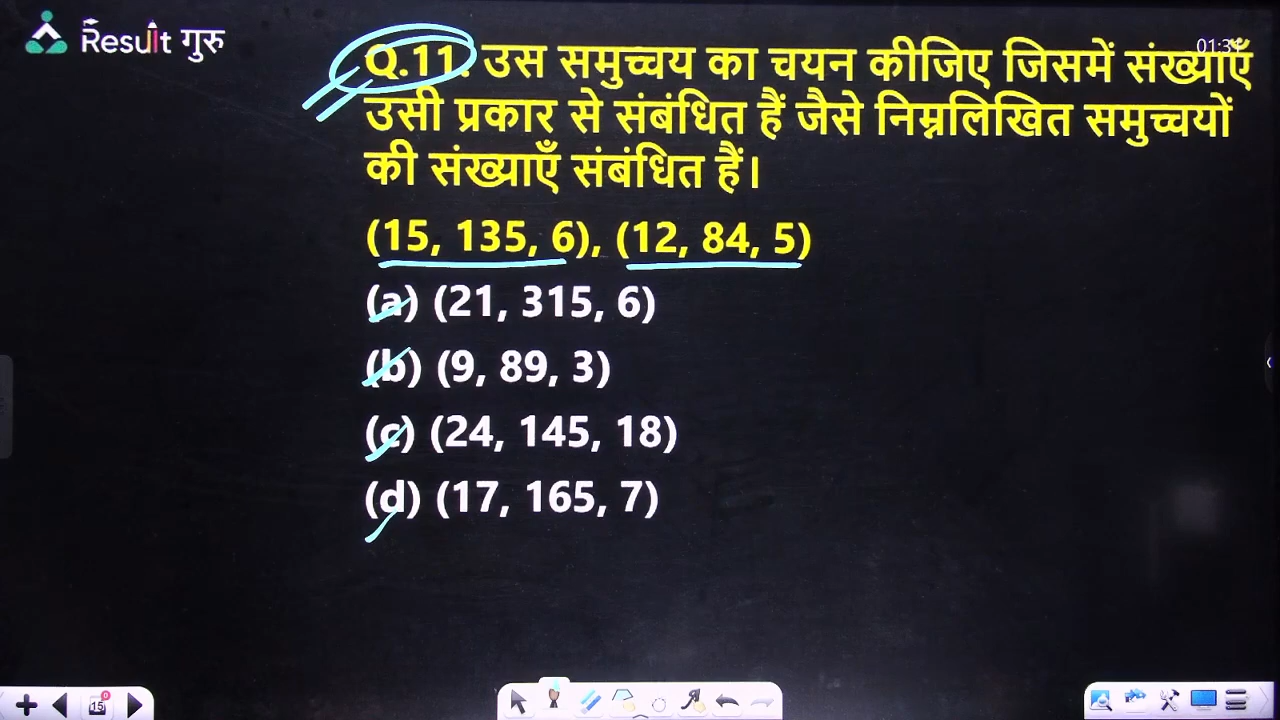 Result गुरु
Q.11. उस समुच्चय का चयन कीजिए जिसमें संख्याएँ
उसी प्रकार से संबंधित हैं जैसे निम्नलिखित समुच्चयों
की संख्याएँ संबंधित हैं।
(15, 135, 6), (12, 84, 5)
(a) (21, 315, 6)
(b) (9, 89, 3)
(c) (24, 145, 18)
(d) (17, 165, 7)
15